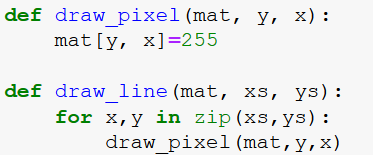 def draw_pixel(mat, y, x):
    mat[y, x]=255

def draw_line(mat, xs, ys):
    for x,y in zip(xs,ys):
        draw_pixel(mat,y,x)